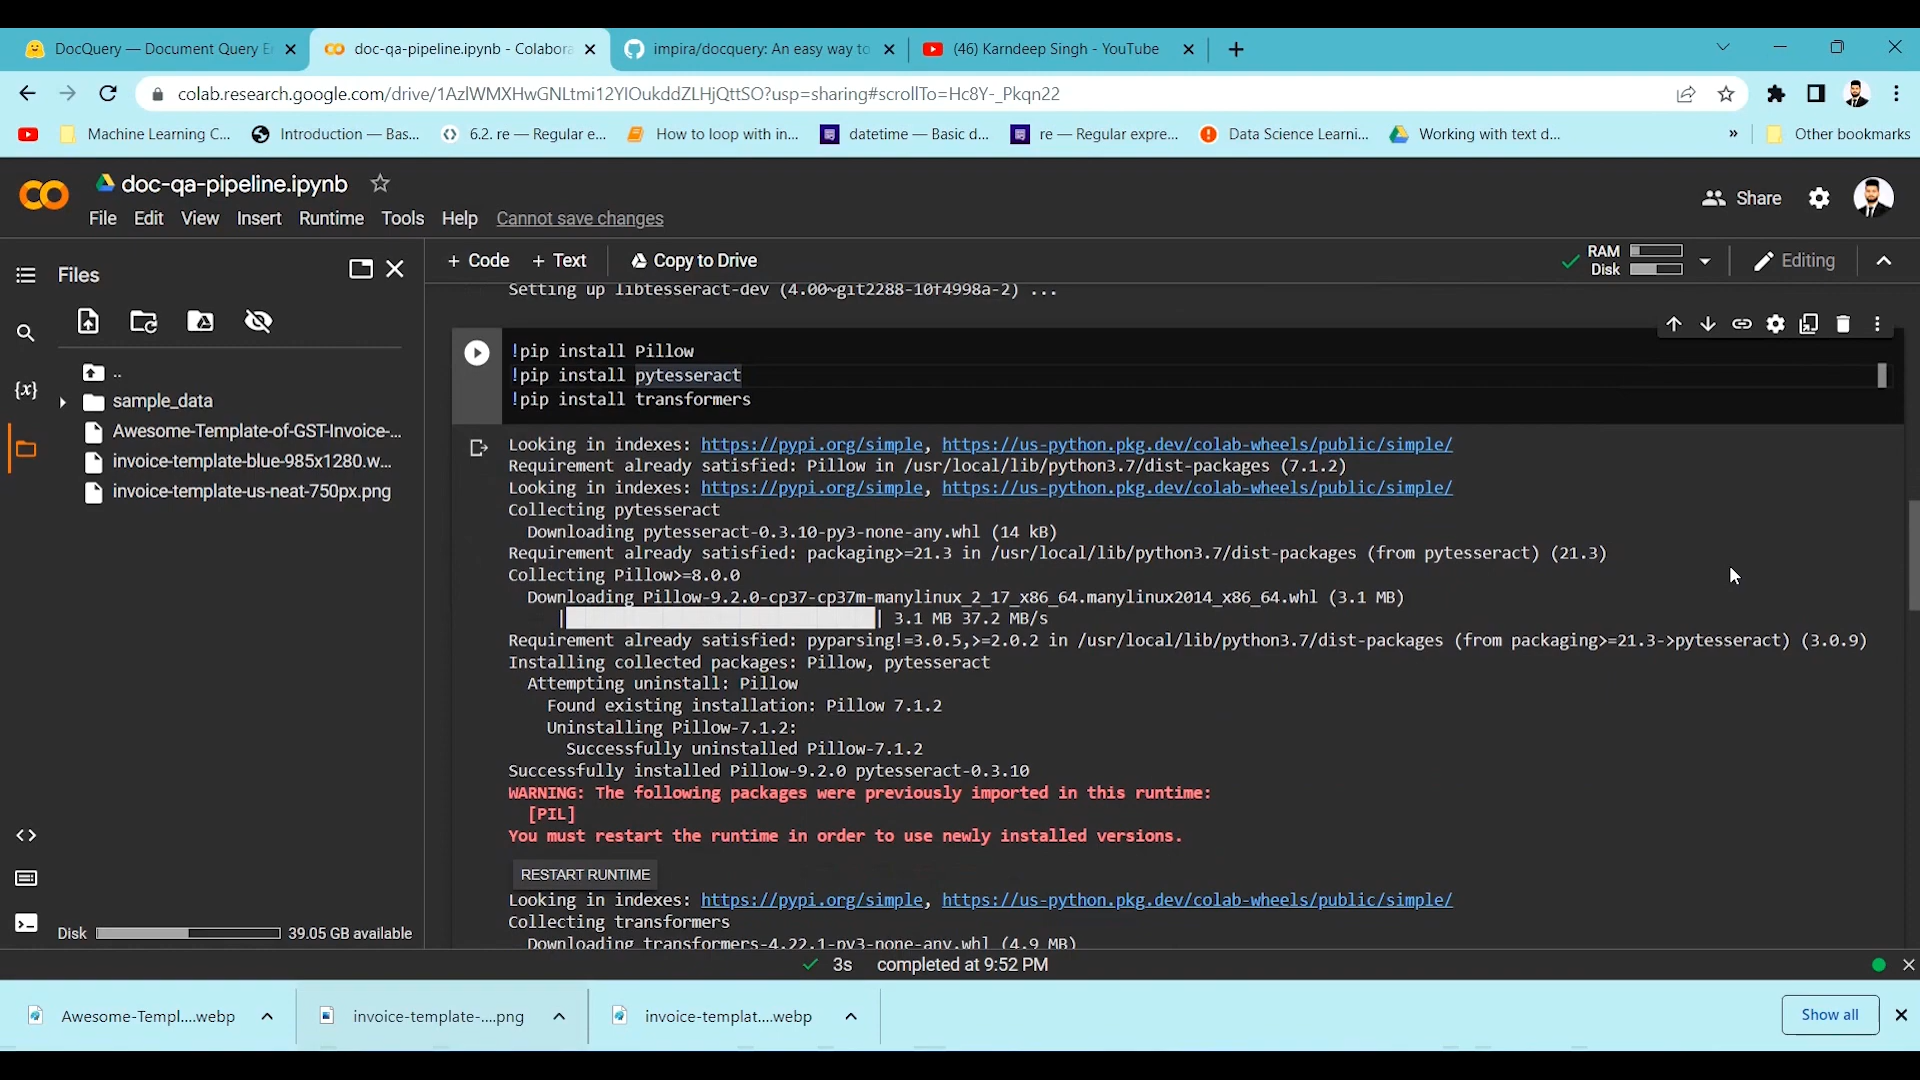 DocQuery — Document Query E
doc-qa-pipeline.ipynb - Colabora
impira/docquery: An easy way to
(46) Karndeep Singh - YouTube
colab.research.google.com/drive/1AzlWMXHwGNLtmi12YIOukddZLHjQttSO?usp=sharing#scrollTo=Hc8Y-_Pkqn22
Machine Learning C...
Introduction — Bas...
6.2. re — Regular e...
How to loop with in...
datetime — Basic d...
re — Regular expre...
Data Science Learni...
Working with text d...
»
Other bookmarks
doc-qa-pipeline.ipynb
File Edit View Insert Runtime Tools Help Cannot save changes
Share
Files
+ Code + Text Copy to Drive
RAM
Disk
Editing
Setting up libtesseract-dev (4.00~git2288-10f4998a-2) ...
..
sample_data
Awesome-Template-of-GST-Invoice-...
invoice-template-blue-985x1280.w...
invoice-template-us-neat-750px.png
{x}
!pip install Pillow
!pip install pytesseract
!pip install transformers
Looking in indexes: https://pypi.org/simple, https://us-python.pkg.dev/colab-wheels/public/simple/
Requirement already satisfied: Pillow in /usr/local/lib/python3.7/dist-packages (7.1.2)
Looking in indexes: https://pypi.org/simple, https://us-python.pkg.dev/colab-wheels/public/simple/
Collecting pytesseract
Downloading pytesseract-0.3.10-py3-none-any.whl (14 kB)
Requirement already satisfied: packaging>=21.3 in /usr/local/lib/python3.7/dist-packages (from pytesseract) (21.3)
Collecting Pillow>=8.0.0
Downloading Pillow-9.2.0-cp37-cp37m-manylinux_2_17_x86_64.manylinux2014_x86_64.whl (3.1 MB)
| | 3.1 MB 37.2 MB/s
Requirement already satisfied: pyparsing!=3.0.5,>=2.0.2 in /usr/local/lib/python3.7/dist-packages (from packaging>=21.3->pytesseract) (3.0.9)
Installing collected packages: Pillow, pytesseract
Attempting uninstall: Pillow
Found existing installation: Pillow 7.1.2
Uninstalling Pillow-7.1.2:
Successfully uninstalled Pillow-7.1.2
Successfully installed Pillow-9.2.0 pytesseract-0.3.10
WARNING: The following packages were previously imported in this runtime:
[PIL]
You must restart the runtime in order to use newly installed versions.
RESTART RUNTIME
Looking in indexes: https://pypi.org/simple, https://us-python.pkg.dev/colab-wheels/public/simple/
Collecting transformers
Downloading transformers-4.22.1-py3-none-any.whl (4.9 MB)
Disk 39.05 GB available
3s completed at 9:52 PM
Awesome-Templ....webp
invoice-template-....png
invoice-templat....webp
Show all